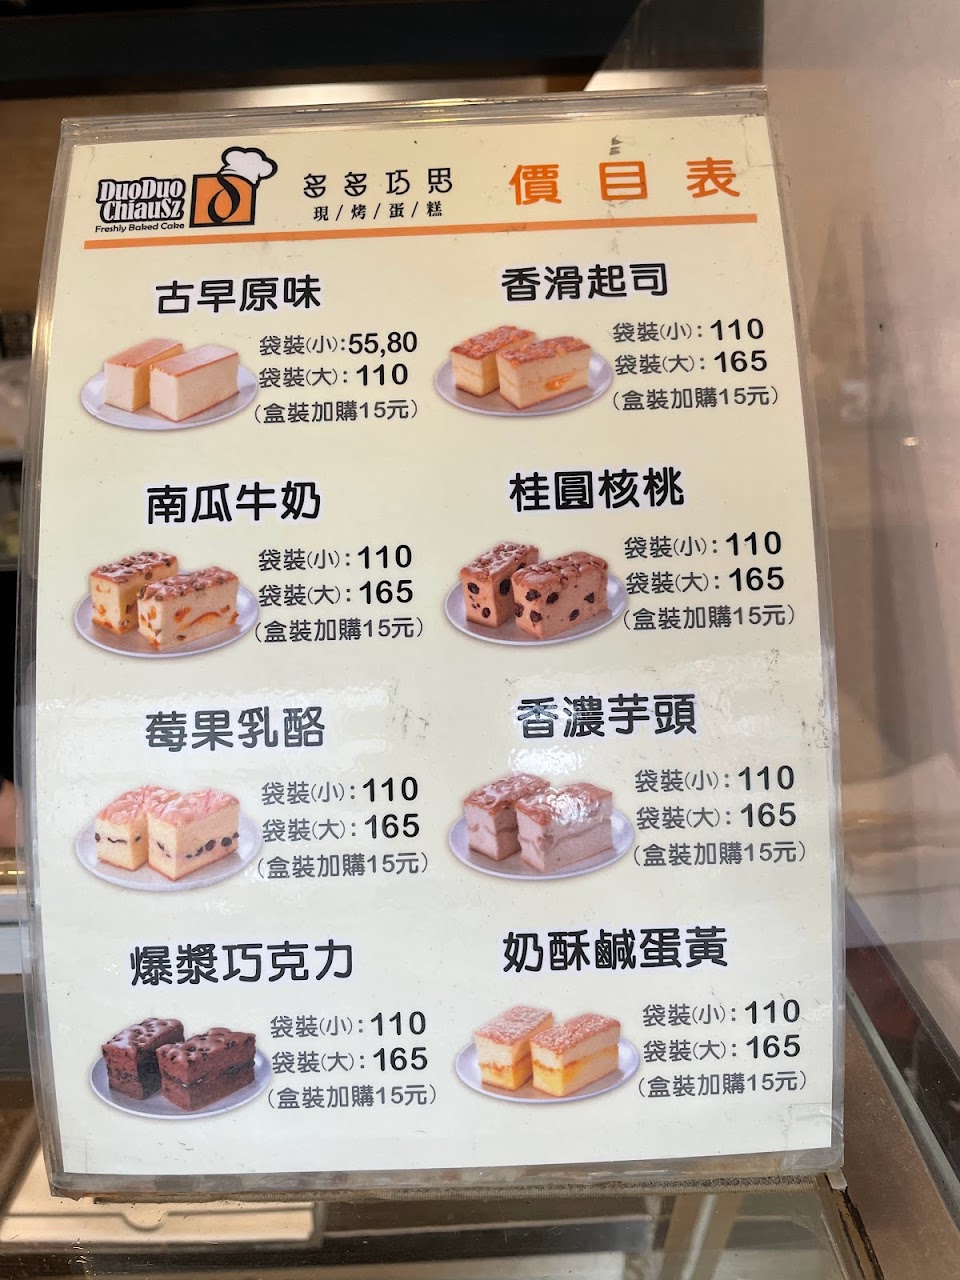 DuoDuo
ChiauSz
Freshly Baked Cake
多多巧思
現/烤/蛋/糕
價目表
古早原味
袋裝(小):55,80
袋裝(大):110
(盒裝加購15元)
香滑起司
袋裝(小):110
袋裝(大):165
(盒裝加購15元)
南瓜牛奶
袋裝(小):110
袋裝(大):165
(盒裝加購15元)
桂圓核桃
袋裝(小):110
袋裝(大):165
(盒裝加購15元)
莓果乳酪
袋裝(小):110
袋裝(大):165
(盒裝加購15元)
香濃芋頭
袋裝(小):110
袋裝(大):165
(盒裝加購15元)
爆漿巧克力
袋裝(小):110
袋裝(大):165
(盒裝加購15元)
奶酥鹹蛋黃
袋裝(小):110
袋裝(大):165
(盒裝加購15元)